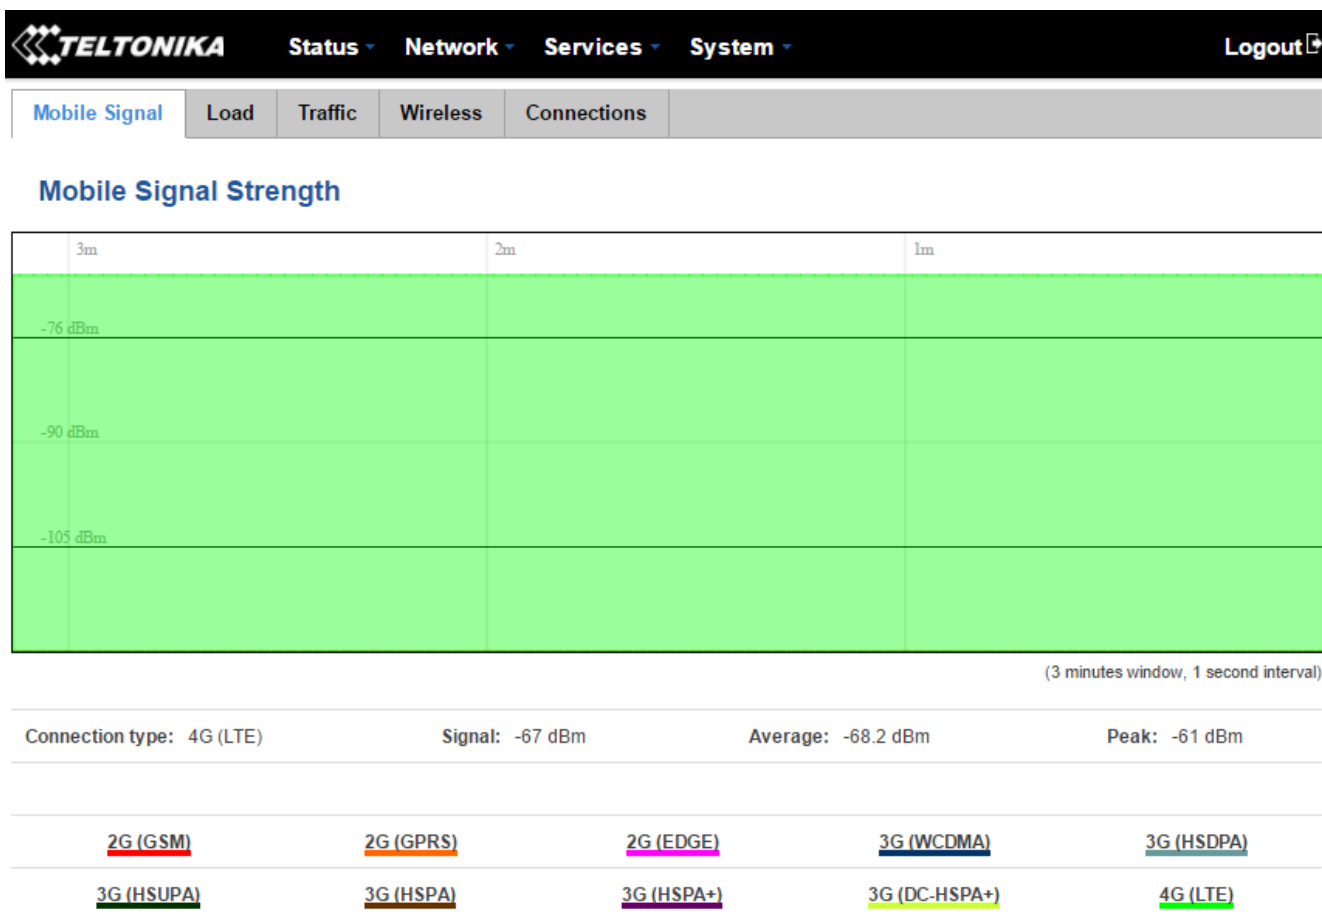 TELTONIKA Status Network Services System Logout
Mobile Signal Load Traffic Wireless Connections
Mobile Signal Strength
3m 2m 1m
-76 dBm
-90 dBm
-105 dBm
(3 minutes window, 1 second interval)
Connection type: 4G (LTE) Signal: -67 dBm Average: -68.2 dBm Peak: -61 dBm
2G (GSM) 2G (GPRS) 2G (EDGE) 3G (WCDMA) 3G (HSDPA)
3G (HSUPA) 3G (HSPA) 3G (HSPA+) 3G (DC-HSPA+) 4G (LTE)